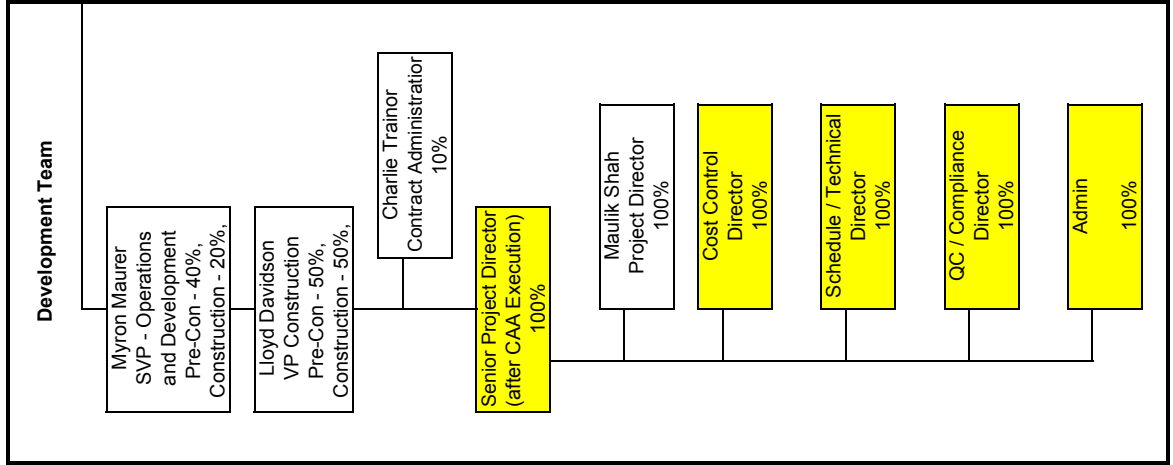 Development Team
Myron Maurer
SVP - Operations
and Development
Pre-Con - 40%,
Construction - 20%,
Lloyd Davidson
VP Construction
Pre-Con - 50%,
Construction - 50%,
Charlie Trainor
Contract Administration
10%
Senior Project Director
(after CAA Execution)
100%
Maulik Shah
Project Director
100%
Cost Control
Director
100%
Schedule / Technical
Director
100%
QC / Compliance
Director
100%
Admin
100%